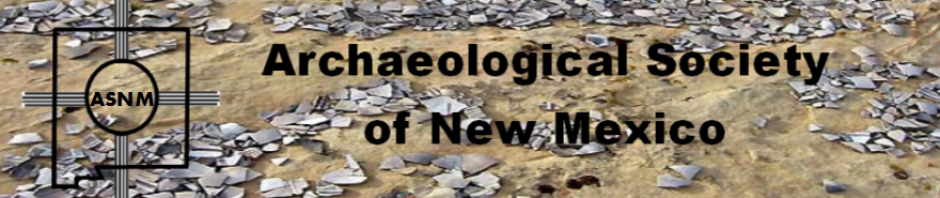 ASNM
Archaeological Society
of New Mexico